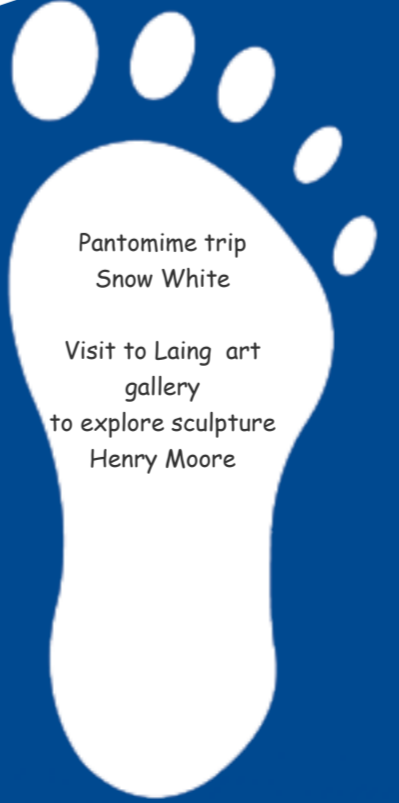 Pantomime trip
Snow White
Visit to Laing  art
gallery
to explore sculpture
Henry Moore